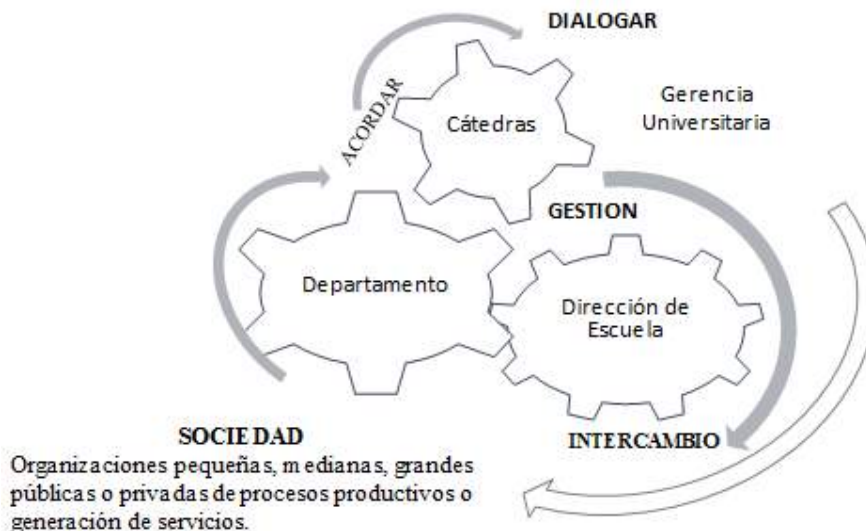 DIALOGAR
ACORDAR
Cátedras
Gerencia
Universitaria
GESTION
Departamento
Dirección de
Escuela
SOCIEDAD
INTERCAMBIO
Organizaciones pequeñas, medianas, grandes
públicas o privadas de procesos productivos o
generación de servicios.